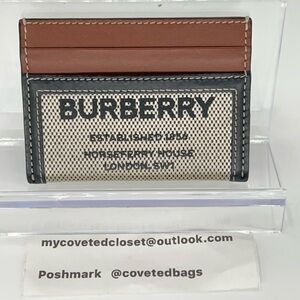 BURBERRY
ESTABLISHED 1856
HORSEFERRY HOUSE
LONDON, SW1
mycovetedcloset@outlook.com
Poshmark @covetedbags